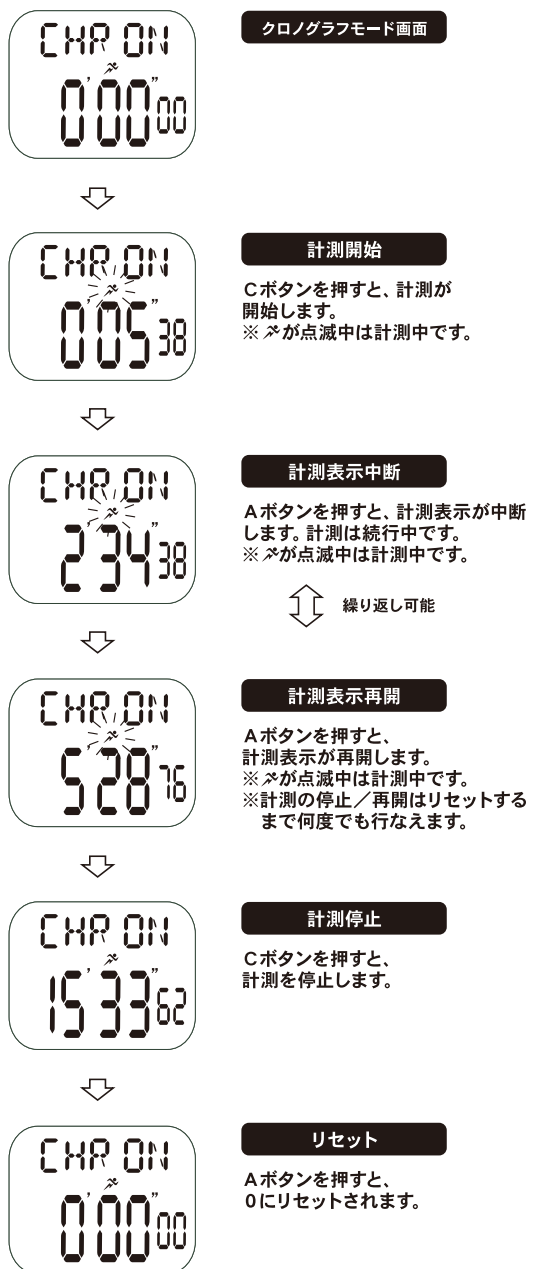 CHR ON
クロノグラフモード画面
0'00"00
CHR ON
計測開始
0'05"38
Cボタンを押すと、計測が
開始します。
※ が点滅中は計測中です。
CHR ON
計測表示中断
2'34"38
Aボタンを押すと、計測表示が中断
します。計測は続行中です。
※ が点滅中は計測中です。
繰り返し可能
CHR ON
計測表示再開
5'28"76
Aボタンを押すと、
計測表示が再開します。
※ が点滅中は計測中です。
※計測の停止／再開はリセットする
まで何度でも行なえます。
CHR ON
計測停止
15'33"62
Cボタンを押すと、
計測を停止します。
CHR ON
リセット
0'00"00
Aボタンを押すと、
0にリセットされます。